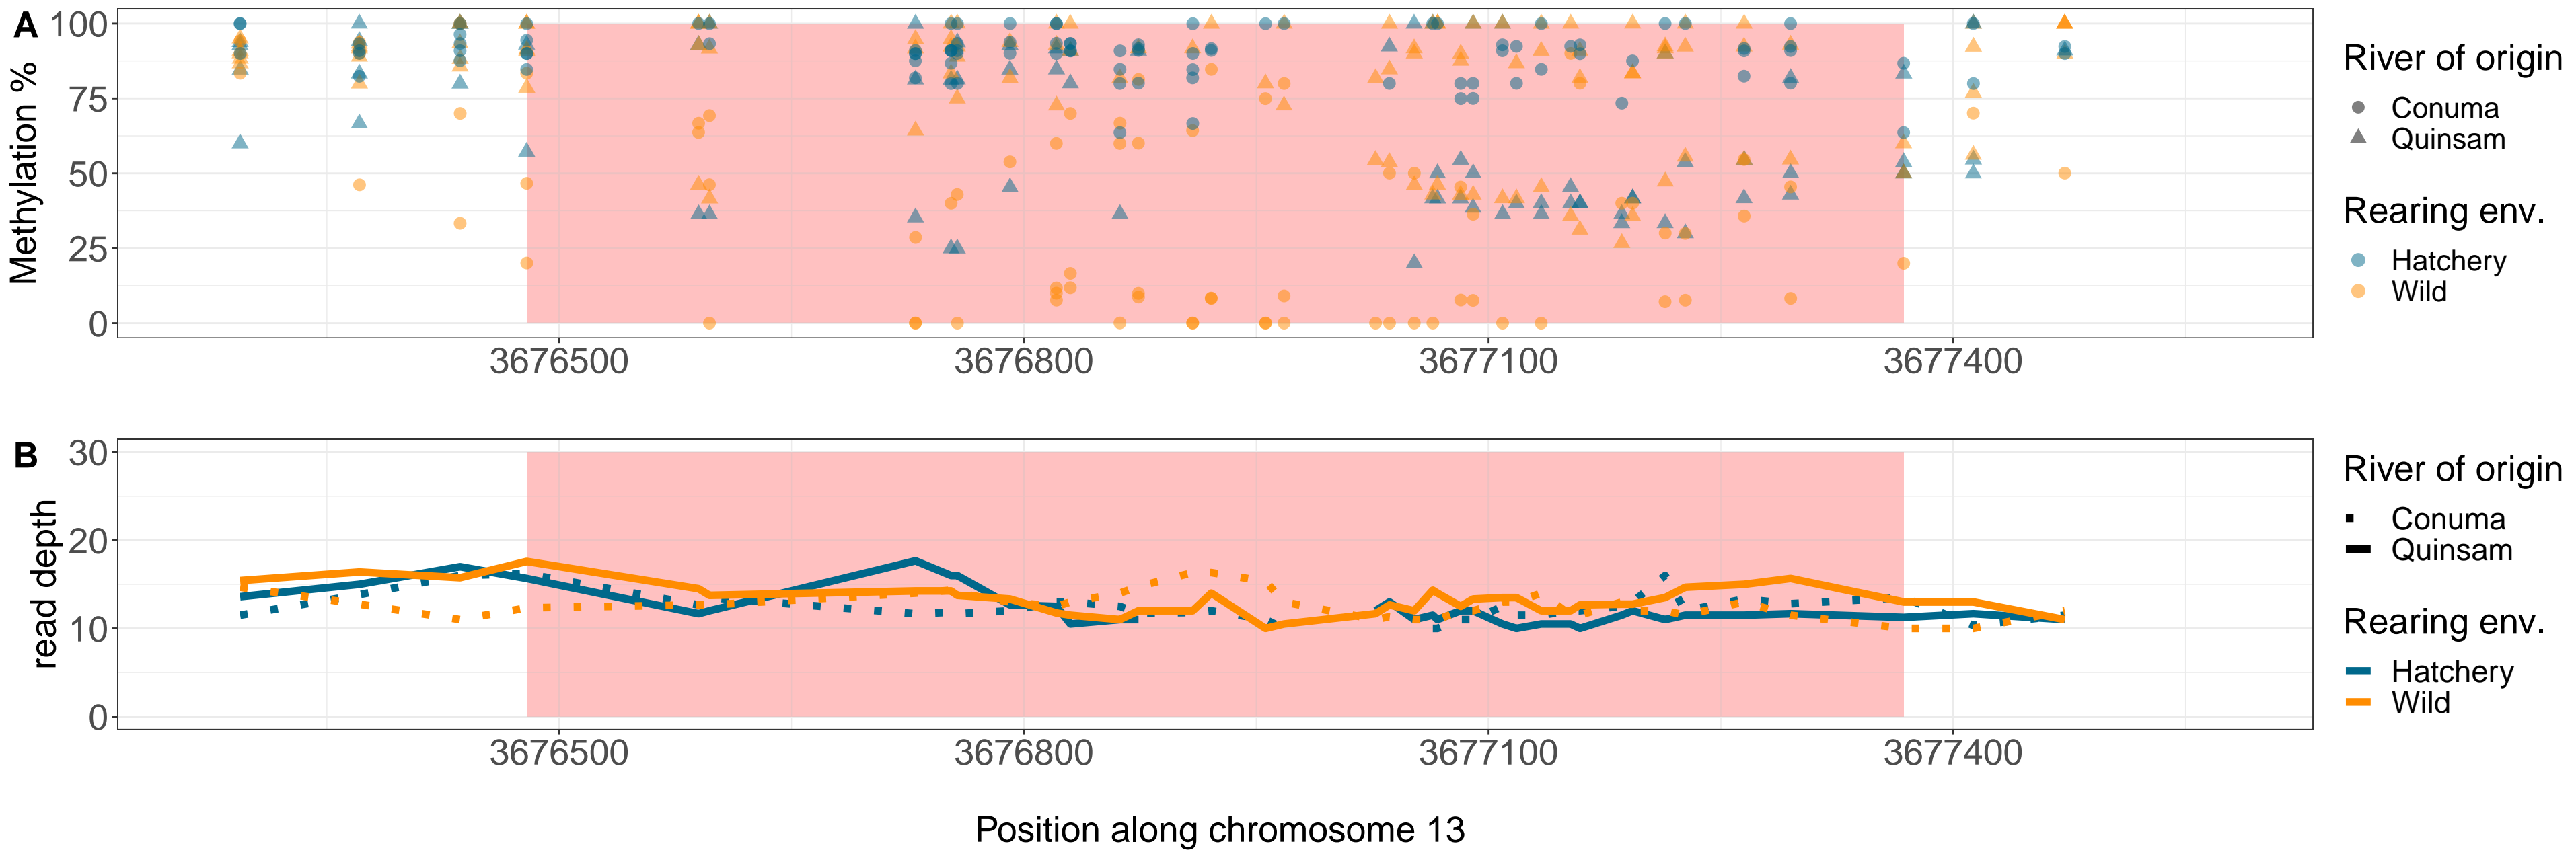 A
Methylation %
100
75
50
25
0
3676500
3676800
3677100
3677400
River of origin
Conuma
Quinsam
Rearing env.
Hatchery
Wild
B
read depth
30
20
10
0
3676500
3676800
3677100
3677400
River of origin
Conuma
Quinsam
Rearing env.
Hatchery
Wild
Position along chromosome 13